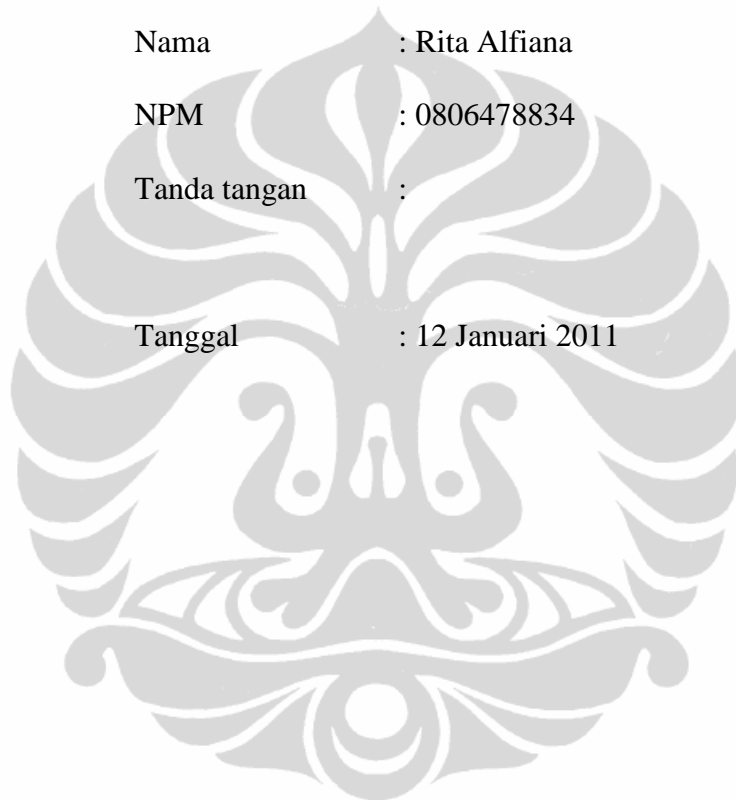 Nama : Rita Alfiana
NPM : 0806478834
Tanda tangan :
Tanggal : 12 Januari 2011